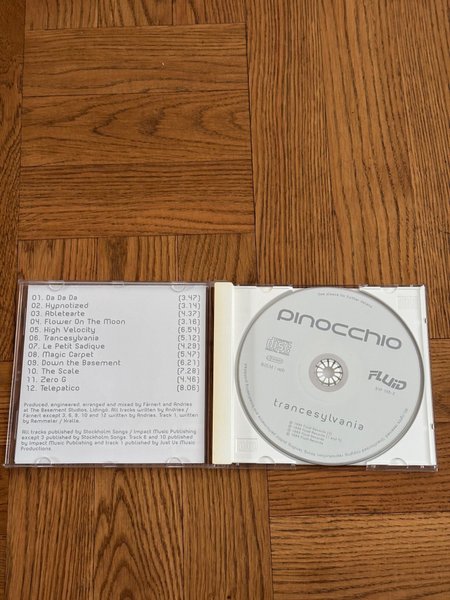 01. Da Da Da (3.47)
02. Hypnotized (3.14)
03. Abletearte (4.37)
04. Flower On The Moon (3.16)
05. High Velocity (6.54)
06. Trancesylvania (5.12)
07. Le Petit Sadique (4.29)
08. Magic Carpet (5.47)
09. Down the Basement (6.21)
10. The Scale (7.28)
11. Zero G (4.46)
12. Telepatico (8.06)
Produced, engineered, arranged and mixed by Färnert and Andries
at The Basement Studios, Lidingö. All tracks written by Andries /
Färnert except 3, 6, 8, 10 and 12 written by Andries. Track 1, written
by Remmeler / Kralle.
All tracks published by Stockholm Songs / Impact Music Publishing
except 3 published by Stockholm Songs. Track 6 and 10 published by
Impact Music Publishing and track 1 published by Just Us Music
Productions.
pinocchio
COMPACT
disc
DIGITAL AUDIO
FLUID
trancesylvania